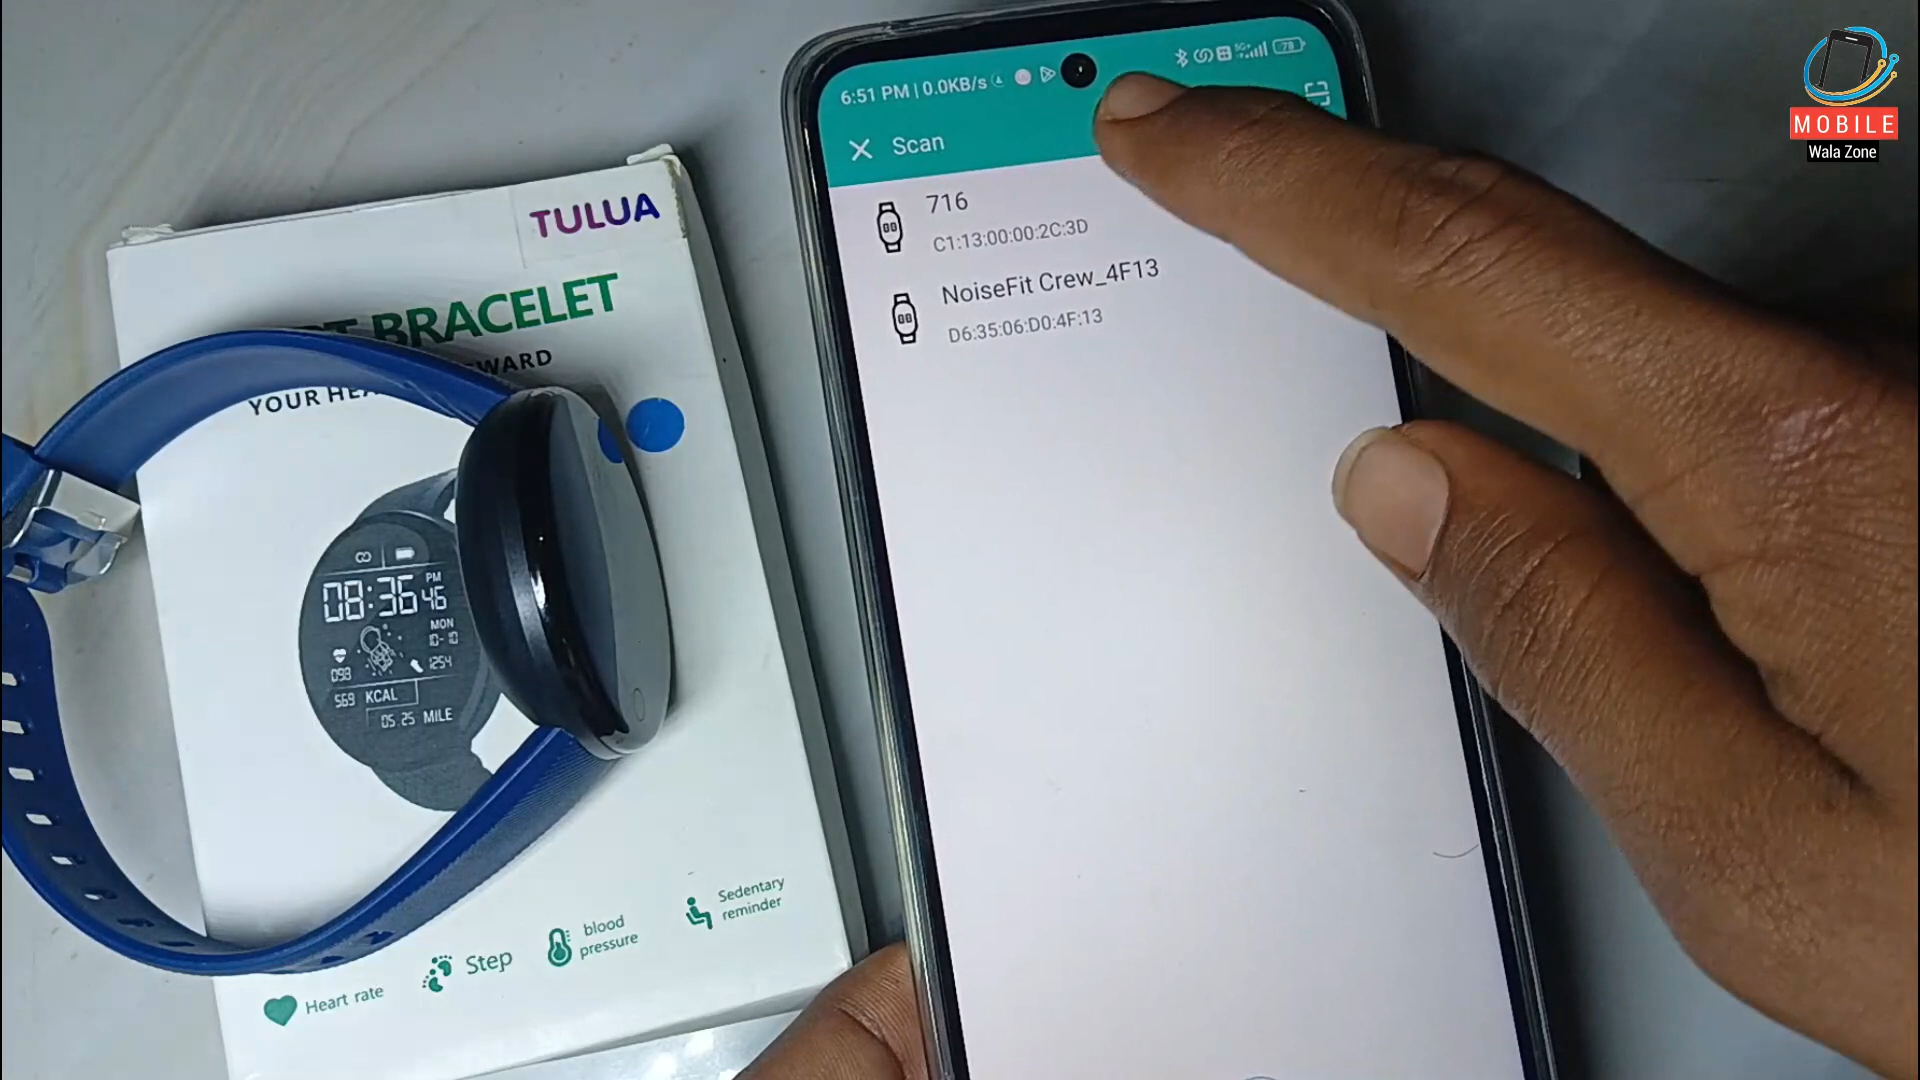 MOBILE
Wala Zone
6:51 PM | 0.0KB/s
78
Scan
716
C1:13:00:00:2C:3D
NoiseFit Crew_4F13
D6:35:06:D0:4F:13
TULUA
BRACELET
YOUR
WARD
08:36 PM
46
MON
10-10
098
1254
569 KCAL
05.25 MILE
Heart rate
Step
blood
pressure
Sedentary
reminder